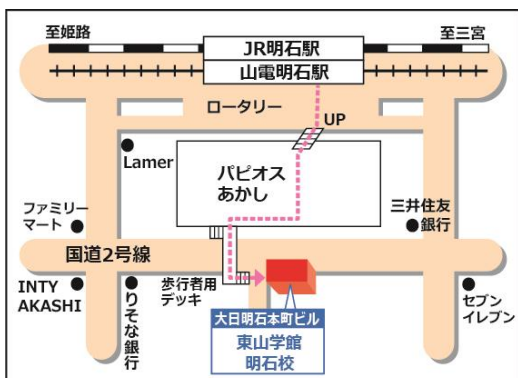 至姫路
至三宮
JR明石駅
山電明石駅
ロータリー
UP
Lamer
パピオス
あかし
ファミリー
マート
三井住友
銀行
国道2号線
INTY
AKASHI
りそな銀行
歩行者用
デッキ
セブン
イレブン
大日明石本町ビル
東山学館
明石校